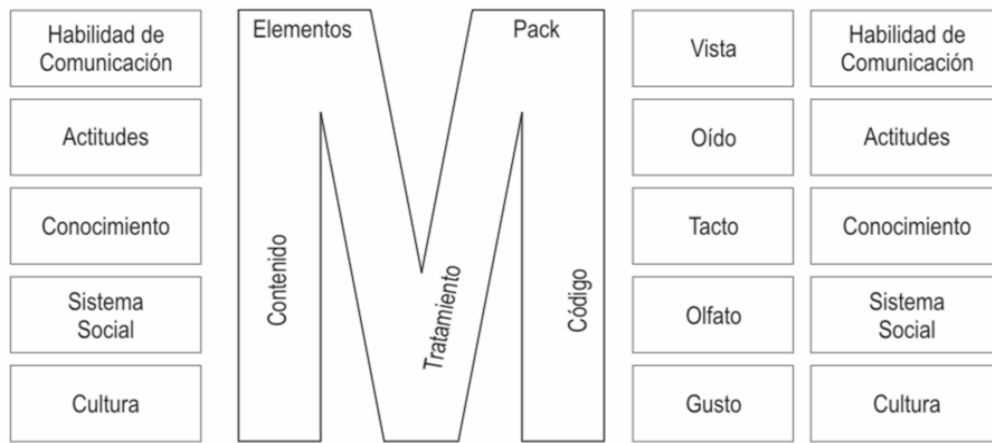 Habilidad de
Comunicación
Actitudes
Conocimiento
Sistema
Social
Cultura
Elementos
Pack
Contenido
Tratamiento
Código
Vista
Oído
Tacto
Olfato
Gusto
Habilidad de
Comunicación
Actitudes
Conocimiento
Sistema
Social
Cultura